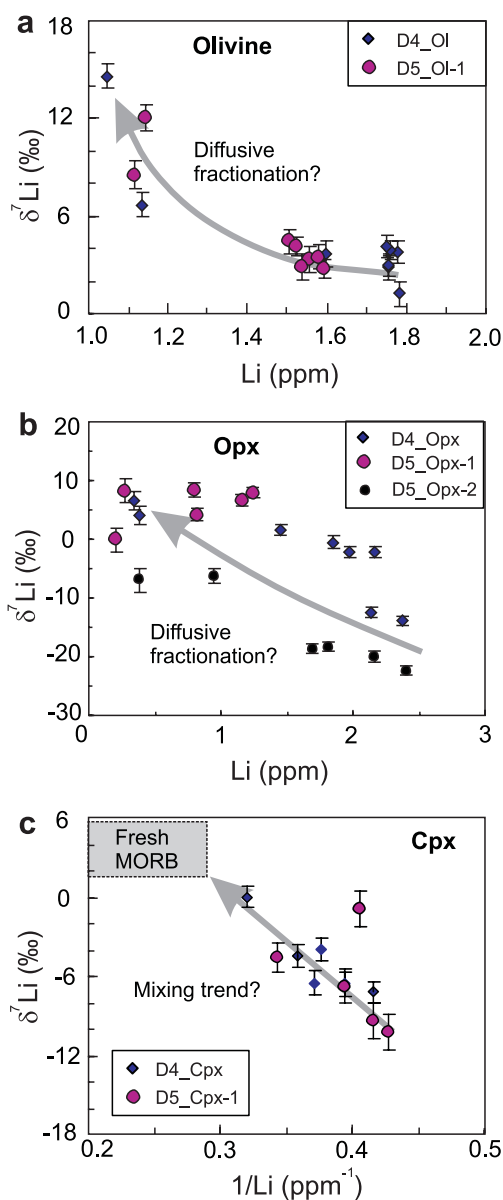 a
Olivine
D4_Ol
D5_Ol-1
Diffusive
fractionation?
18
12
6
0
δ7Li (‰)
1.0
1.2
1.4
1.6
1.8
2.0
Li (ppm)
b
Opx
D4_Opx
D5_Opx-1
D5_Opx-2
Diffusive
fractionation?
20
10
0
-10
-20
-30
δ7Li (‰)
0
1
2
3
Li (ppm)
c
Cpx
Fresh
MORB
Mixing trend?
D4_Cpx
D5_Cpx-1
6
0
-6
-12
-18
δ7Li (‰)
0.2
0.3
0.4
0.5
1/Li (ppm-1)